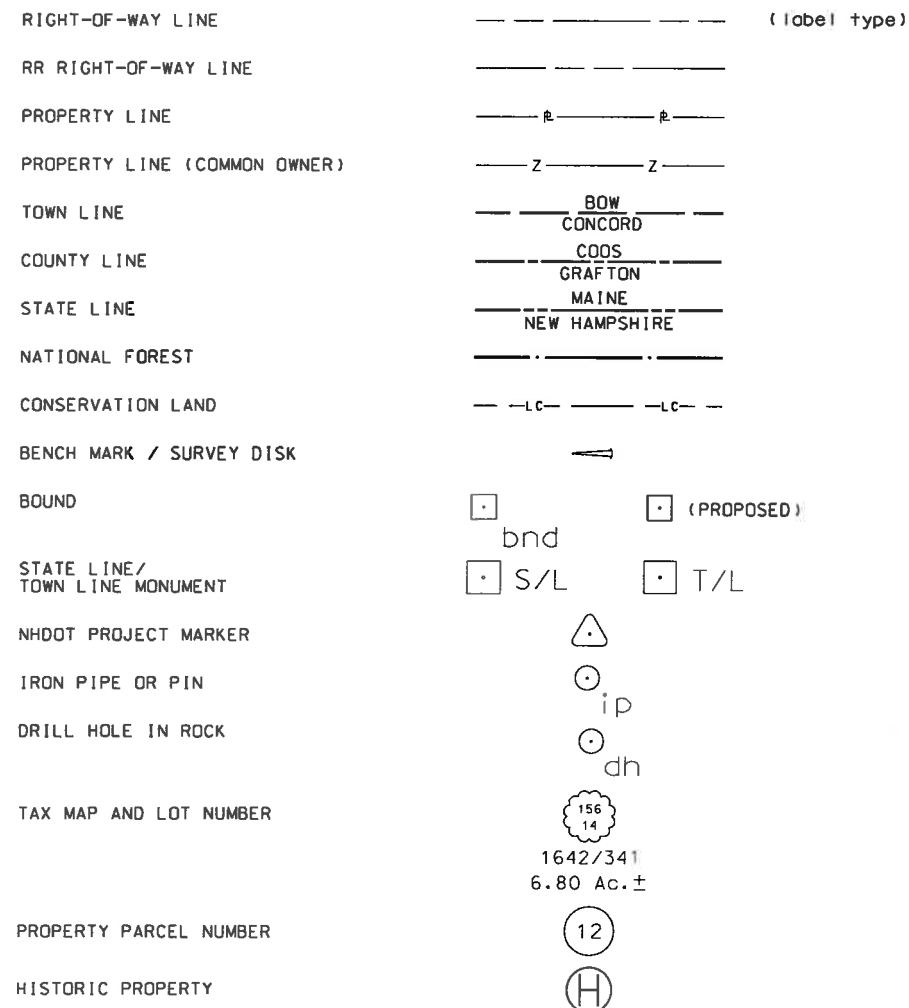 RIGHT-OF-WAY LINE (label type)
RR RIGHT-OF-WAY LINE
PROPERTY LINE PL PL
PROPERTY LINE (COMMON OWNER) Z Z
TOWN LINE BOW
CONCORD
COUNTY LINE COOS
GRAFTON
STATE LINE MAINE
NEW HAMPSHIRE
NATIONAL FOREST
CONSERVATION LAND LC LC
BENCH MARK / SURVEY DISK
BOUND bnd (PROPOSED)
STATE LINE/
TOWN LINE MONUMENT S/L T/L
NHDOT PROJECT MARKER
IRON PIPE OR PIN ip
DRILL HOLE IN ROCK dh
TAX MAP AND LOT NUMBER 156
14
1642/341
6.80 Ac.±
PROPERTY PARCEL NUMBER 12
HISTORIC PROPERTY H